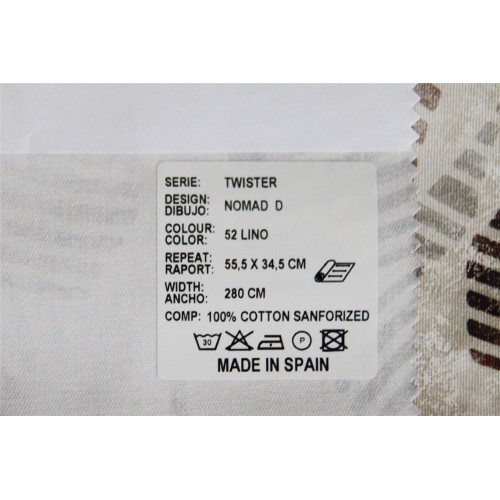 SERIE: TWISTER
DESIGN:
DIBUJO: NOMAD D
COLOUR:
COLOR: 52 LINO
REPEAT:
RAPORT: 55,5 X 34,5 CM
WIDTH:
ANCHO: 280 CM
COMP: 100% COTTON SANFORIZED
30 P
MADE IN SPAIN